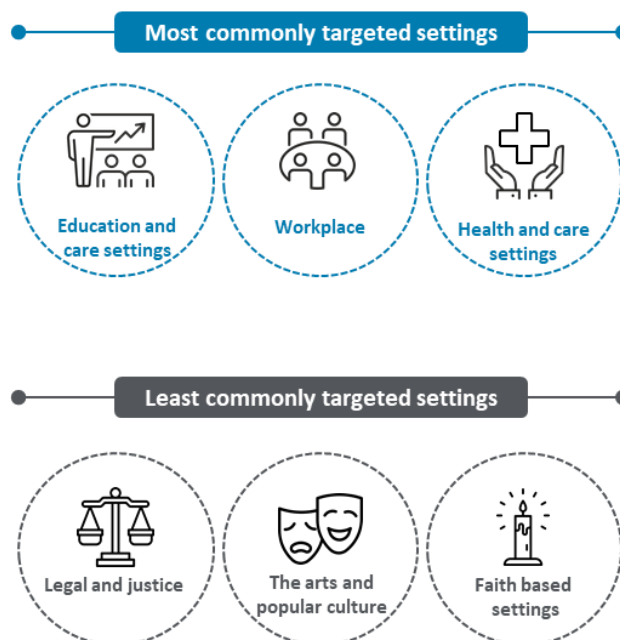 Most commonly targeted settings
Education and
care settings
Workplace
Health and care
settings
Least commonly targeted settings
Legal and justice
The arts and
popular culture
Faith based
settings